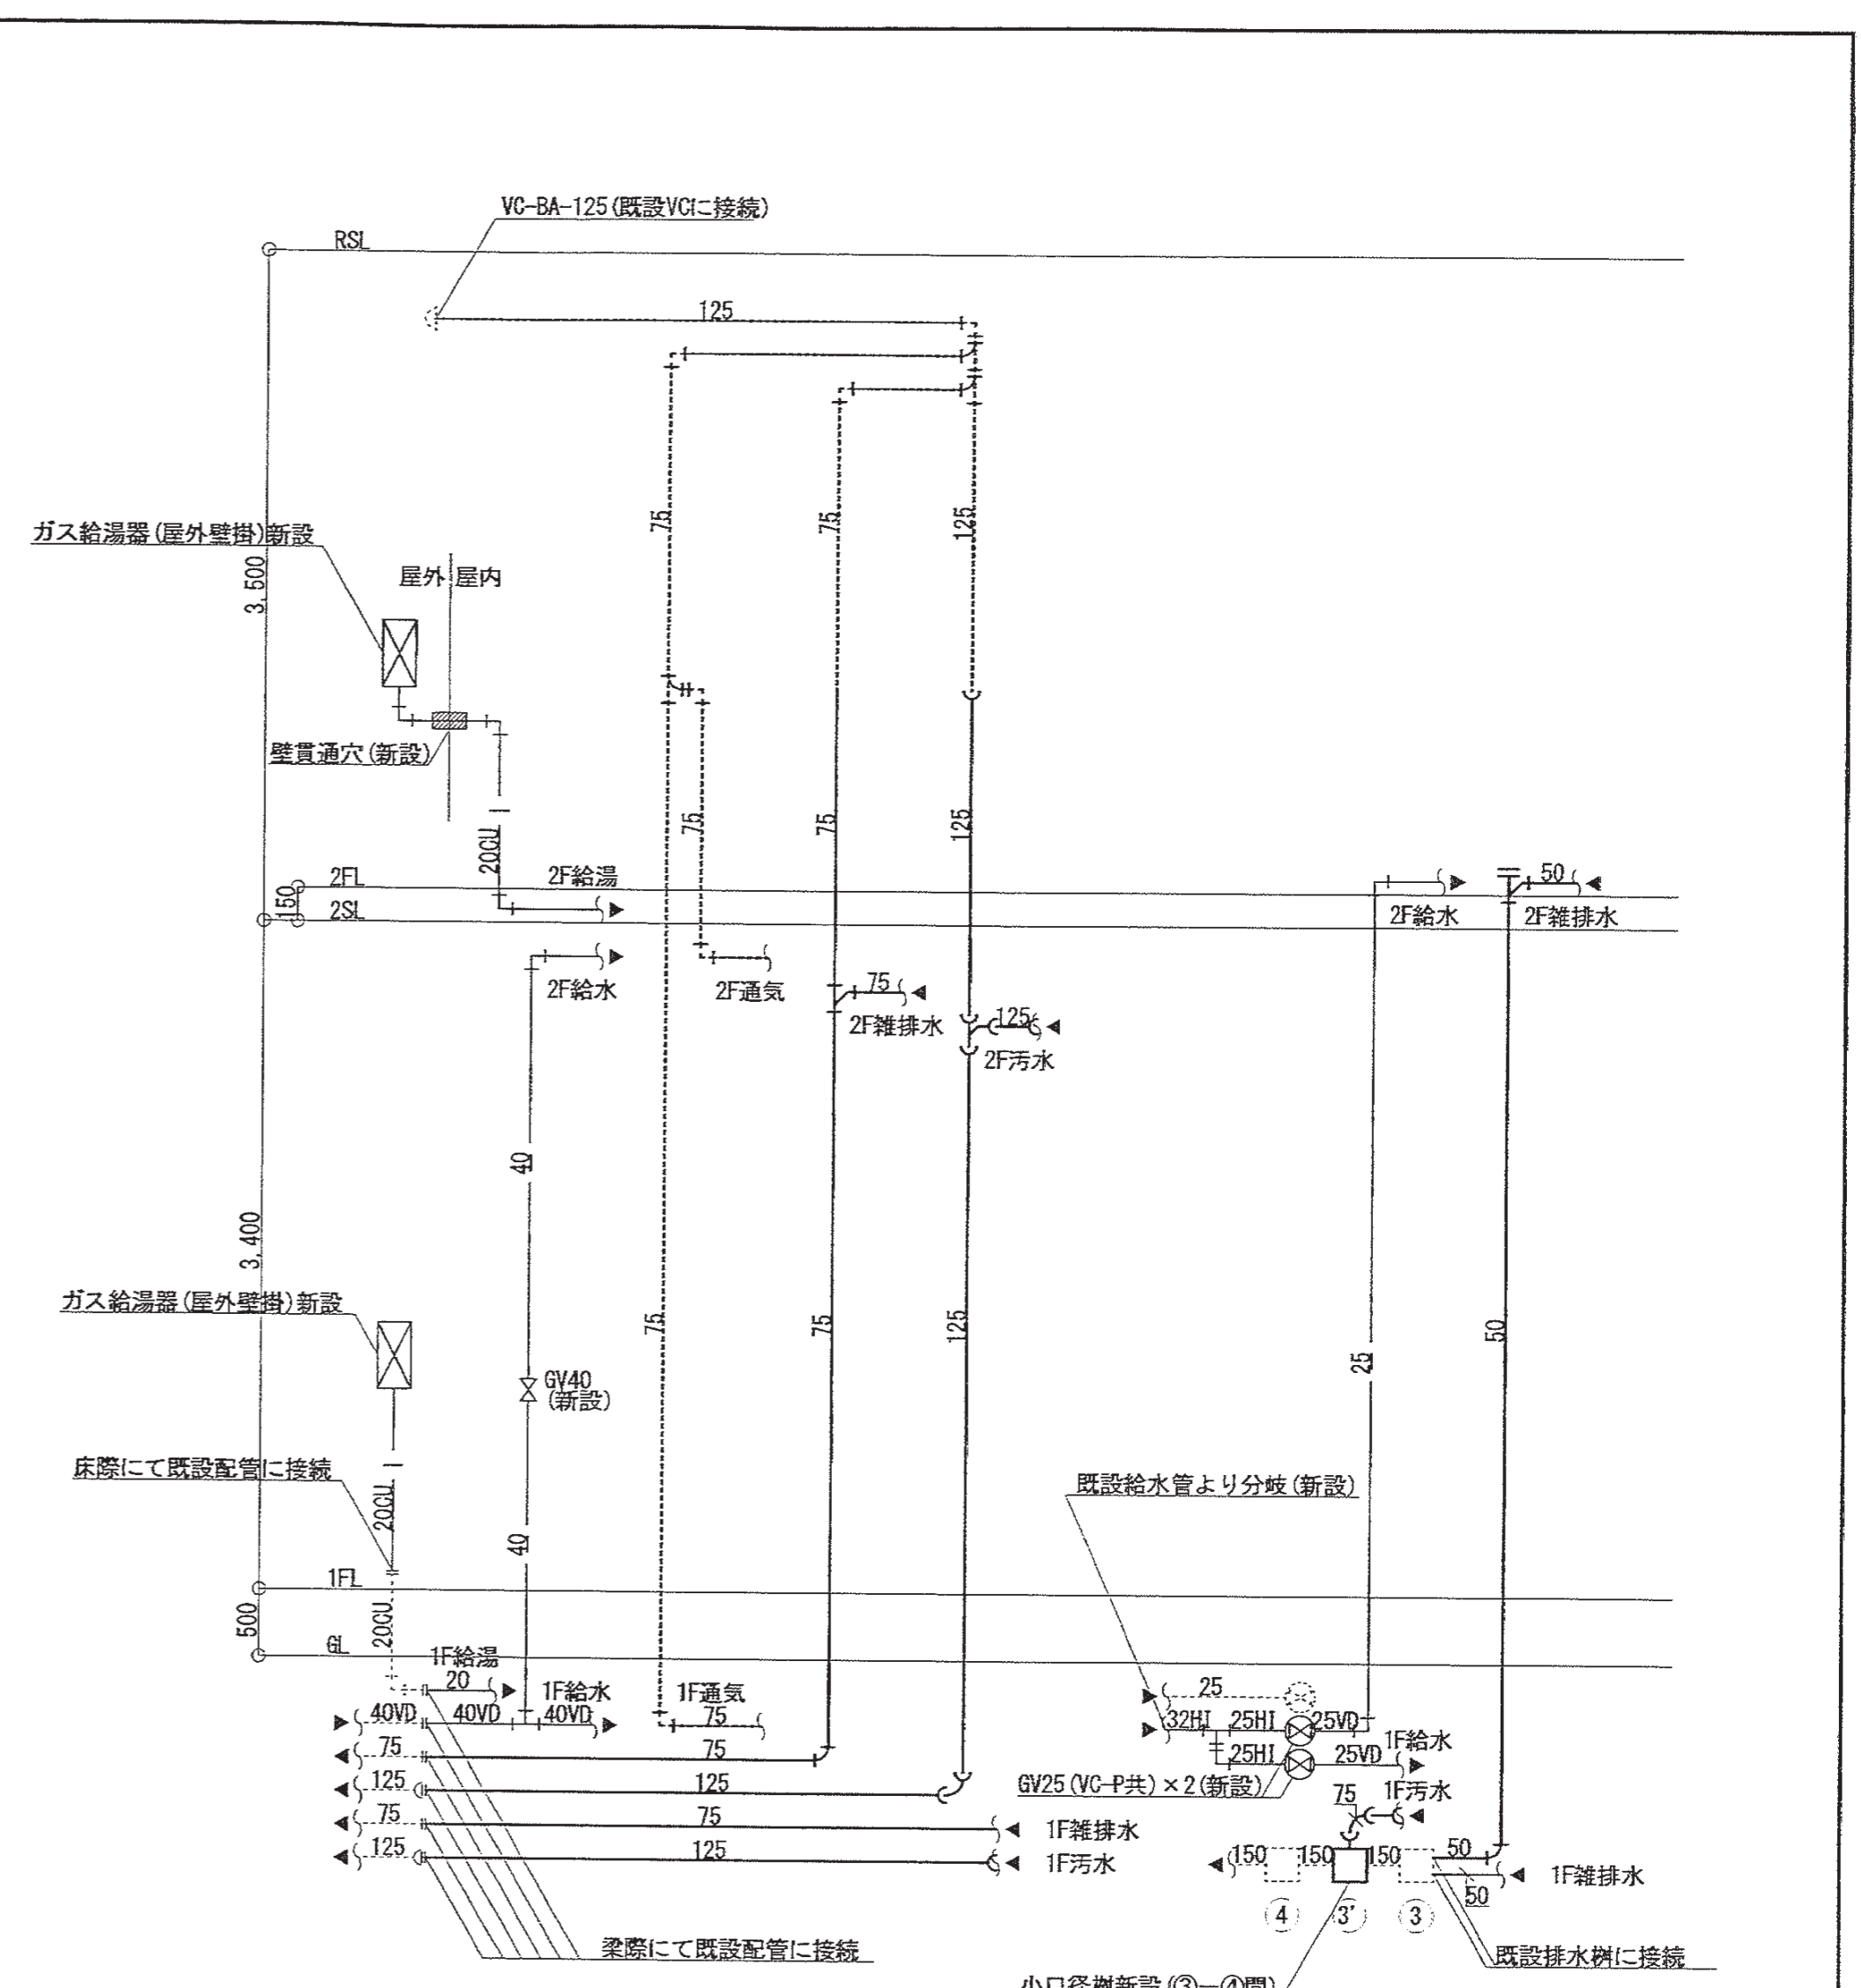 VC-BA-125(既設VCに接続)
RSL
125
75
75
125
ガス給湯器(屋外壁掛)新設
3,500
屋外
屋内
壁貫通穴(新設)
20CU
75
75
125
2FL
2F給湯
150
2SL
50
2F給水
2F雑排水
2F給水
2F通気
75
2F雑排水
125
2F汚水
40
3,400
ガス給湯器(屋外壁掛)新設
75
75
125
50
25
GV40
(新設)
床際にて既設配管に接続
既設給水管より分岐(新設)
20CU
40
1FL
500
20CU
GL
1F給湯
20
1F給水
1F通気
25
40VD
40VD
40VD
75
32HI
25HI
25VD
1F給水
75
75
25HI
25VD
125
125
GV25(VC-P共)×2(新設)
75
1F汚水
75
75
1F雑排水
125
125
1F汚水
150
150
150
50
1F雑排水
50
4
3'
3
梁際にて既設配管に接続
既設排水桝に接続
小口径桝新設(③-④間)